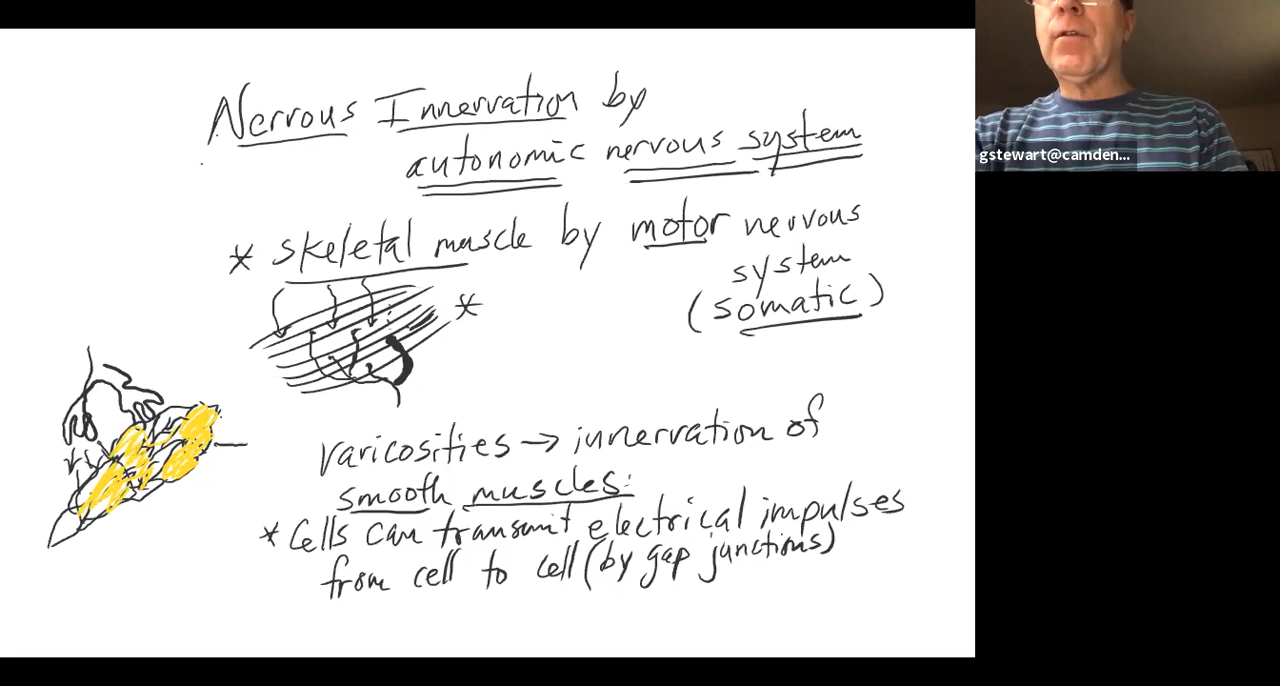 Nervous Innervation by
autonomic nervous system
* skeletal muscle by motor nervous
system
(somatic)
*
varicosities → innervation of
smooth muscles:
* Cells can transmit electrical impulses
from cell to cell (by gap junctions)
gstewart@camden...